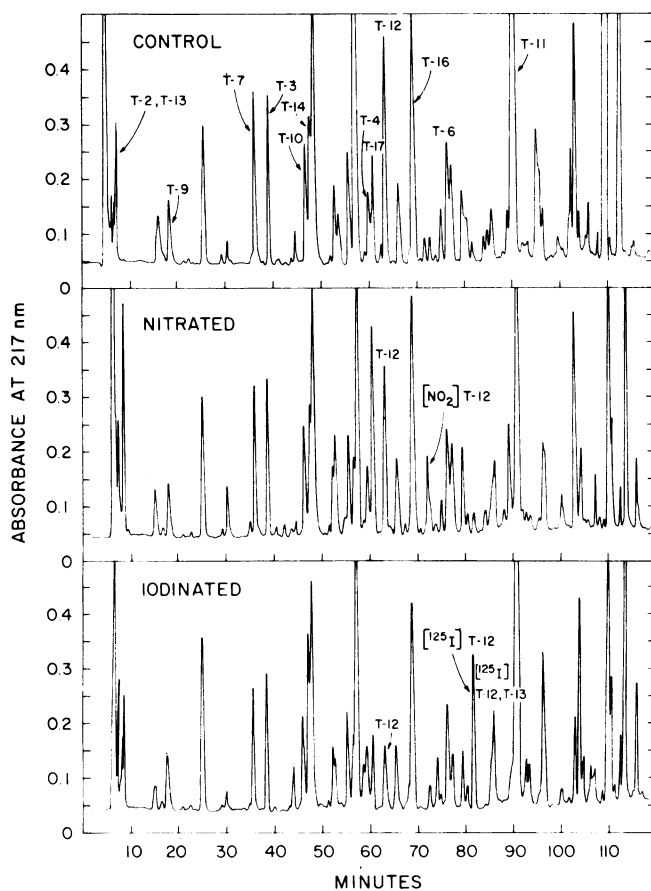 CONTROL
T-2, T-13
T-9
T-7
T-3
T-14
T-10
T-4
T-17
T-12
T-16
T-6
T-11
0.4
0.3
0.2
0.1
0
NITRATED
T-12
[NO₂] T-12
0.4
0.3
0.2
0.1
0
IODINATED
T-12
[¹²⁵I] T-12
[¹²⁵I]
T-12, T-13
0.4
0.3
0.2
0.1
0
ABSORBANCE AT 217 nm
10 20 30 40 50 60 70 80 90 100 110
MINUTES